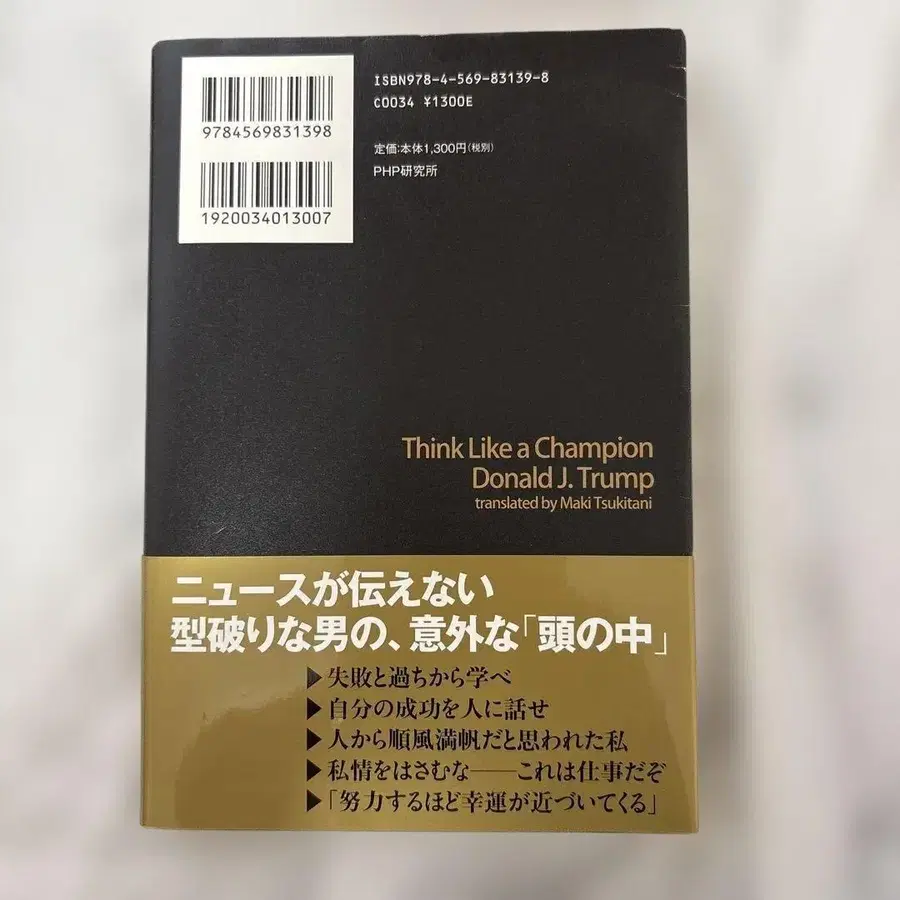 9784569831398
1920034013007
ISBN978-4-569-83139-8
C0034 ¥1300E
定価:本体1,300円(税別)
PHP研究所
Think Like a Champion
Donald J. Trump
translated by Maki Tsukitani
ニュースが伝えない
型破りな男の、意外な「頭の中」
▶失敗と過ちから学べ
▶自分の成功を人に話せ
▶人から順風満帆だと思われた私
▶私情をはさむな――これは仕事だぞ
▶「努力するほど幸運が近づいてくる」